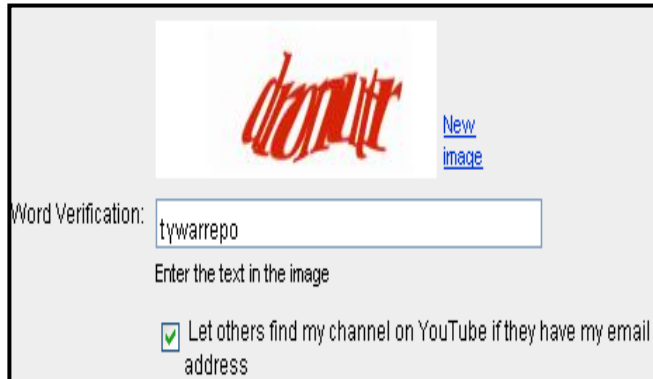 New
image
Word Verification: tywarrepo
Enter the text in the image
Let others find my channel on YouTube if they have my email
address